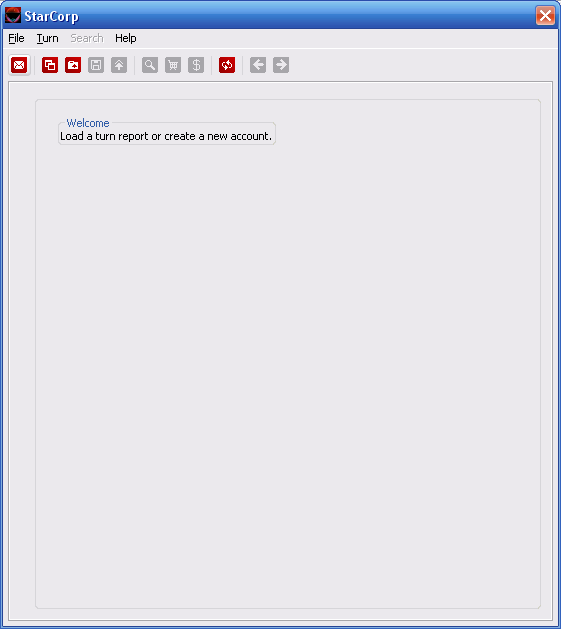 StarCorp
File Turn Search Help
$
Welcome
Load a turn report or create a new account.